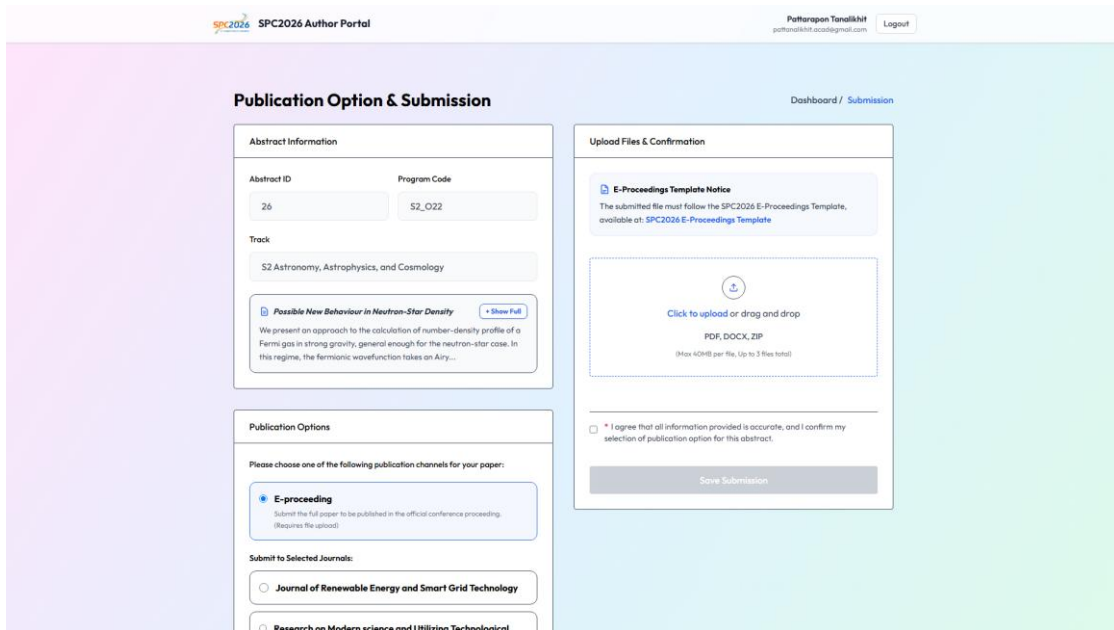 SPC2026
SPC2026 Author Portal
Pattarapon Tanalikhit
pattanalikhit.acad@gmail.com
Logout
Publication Option & Submission
Dashboard / Submission
Abstract Information
Abstract ID
Program Code
26
S2_O22
Track
S2 Astronomy, Astrophysics, and Cosmology
Possible New Behaviour in Neutron-Star Density
+ Show Full
We present an approach to the calculation of number-density profile of a
Fermi gas in strong gravity, general enough for the neutron-star case. In
this regime, the fermionic wavefunction takes an Airy...
Publication Options
Please choose one of the following publication channels for your paper:
E-proceeding
Submit the full paper to be published in the official conference proceeding.
(Requires file upload)
Submit to Selected Journals:
Journal of Renewable Energy and Smart Grid Technology
Research on Modern science and Utilizing Technological
Upload Files & Confirmation
E-Proceedings Template Notice
The submitted file must follow the SPC2026 E-Proceedings Template,
available at: SPC2026 E-Proceedings Template
Click to upload or drag and drop
PDF, DOCX, ZIP
(Max 40MB per file, Up to 3 files total)
* I agree that all information provided is accurate, and I confirm my
selection of publication option for this abstract.
Save Submission